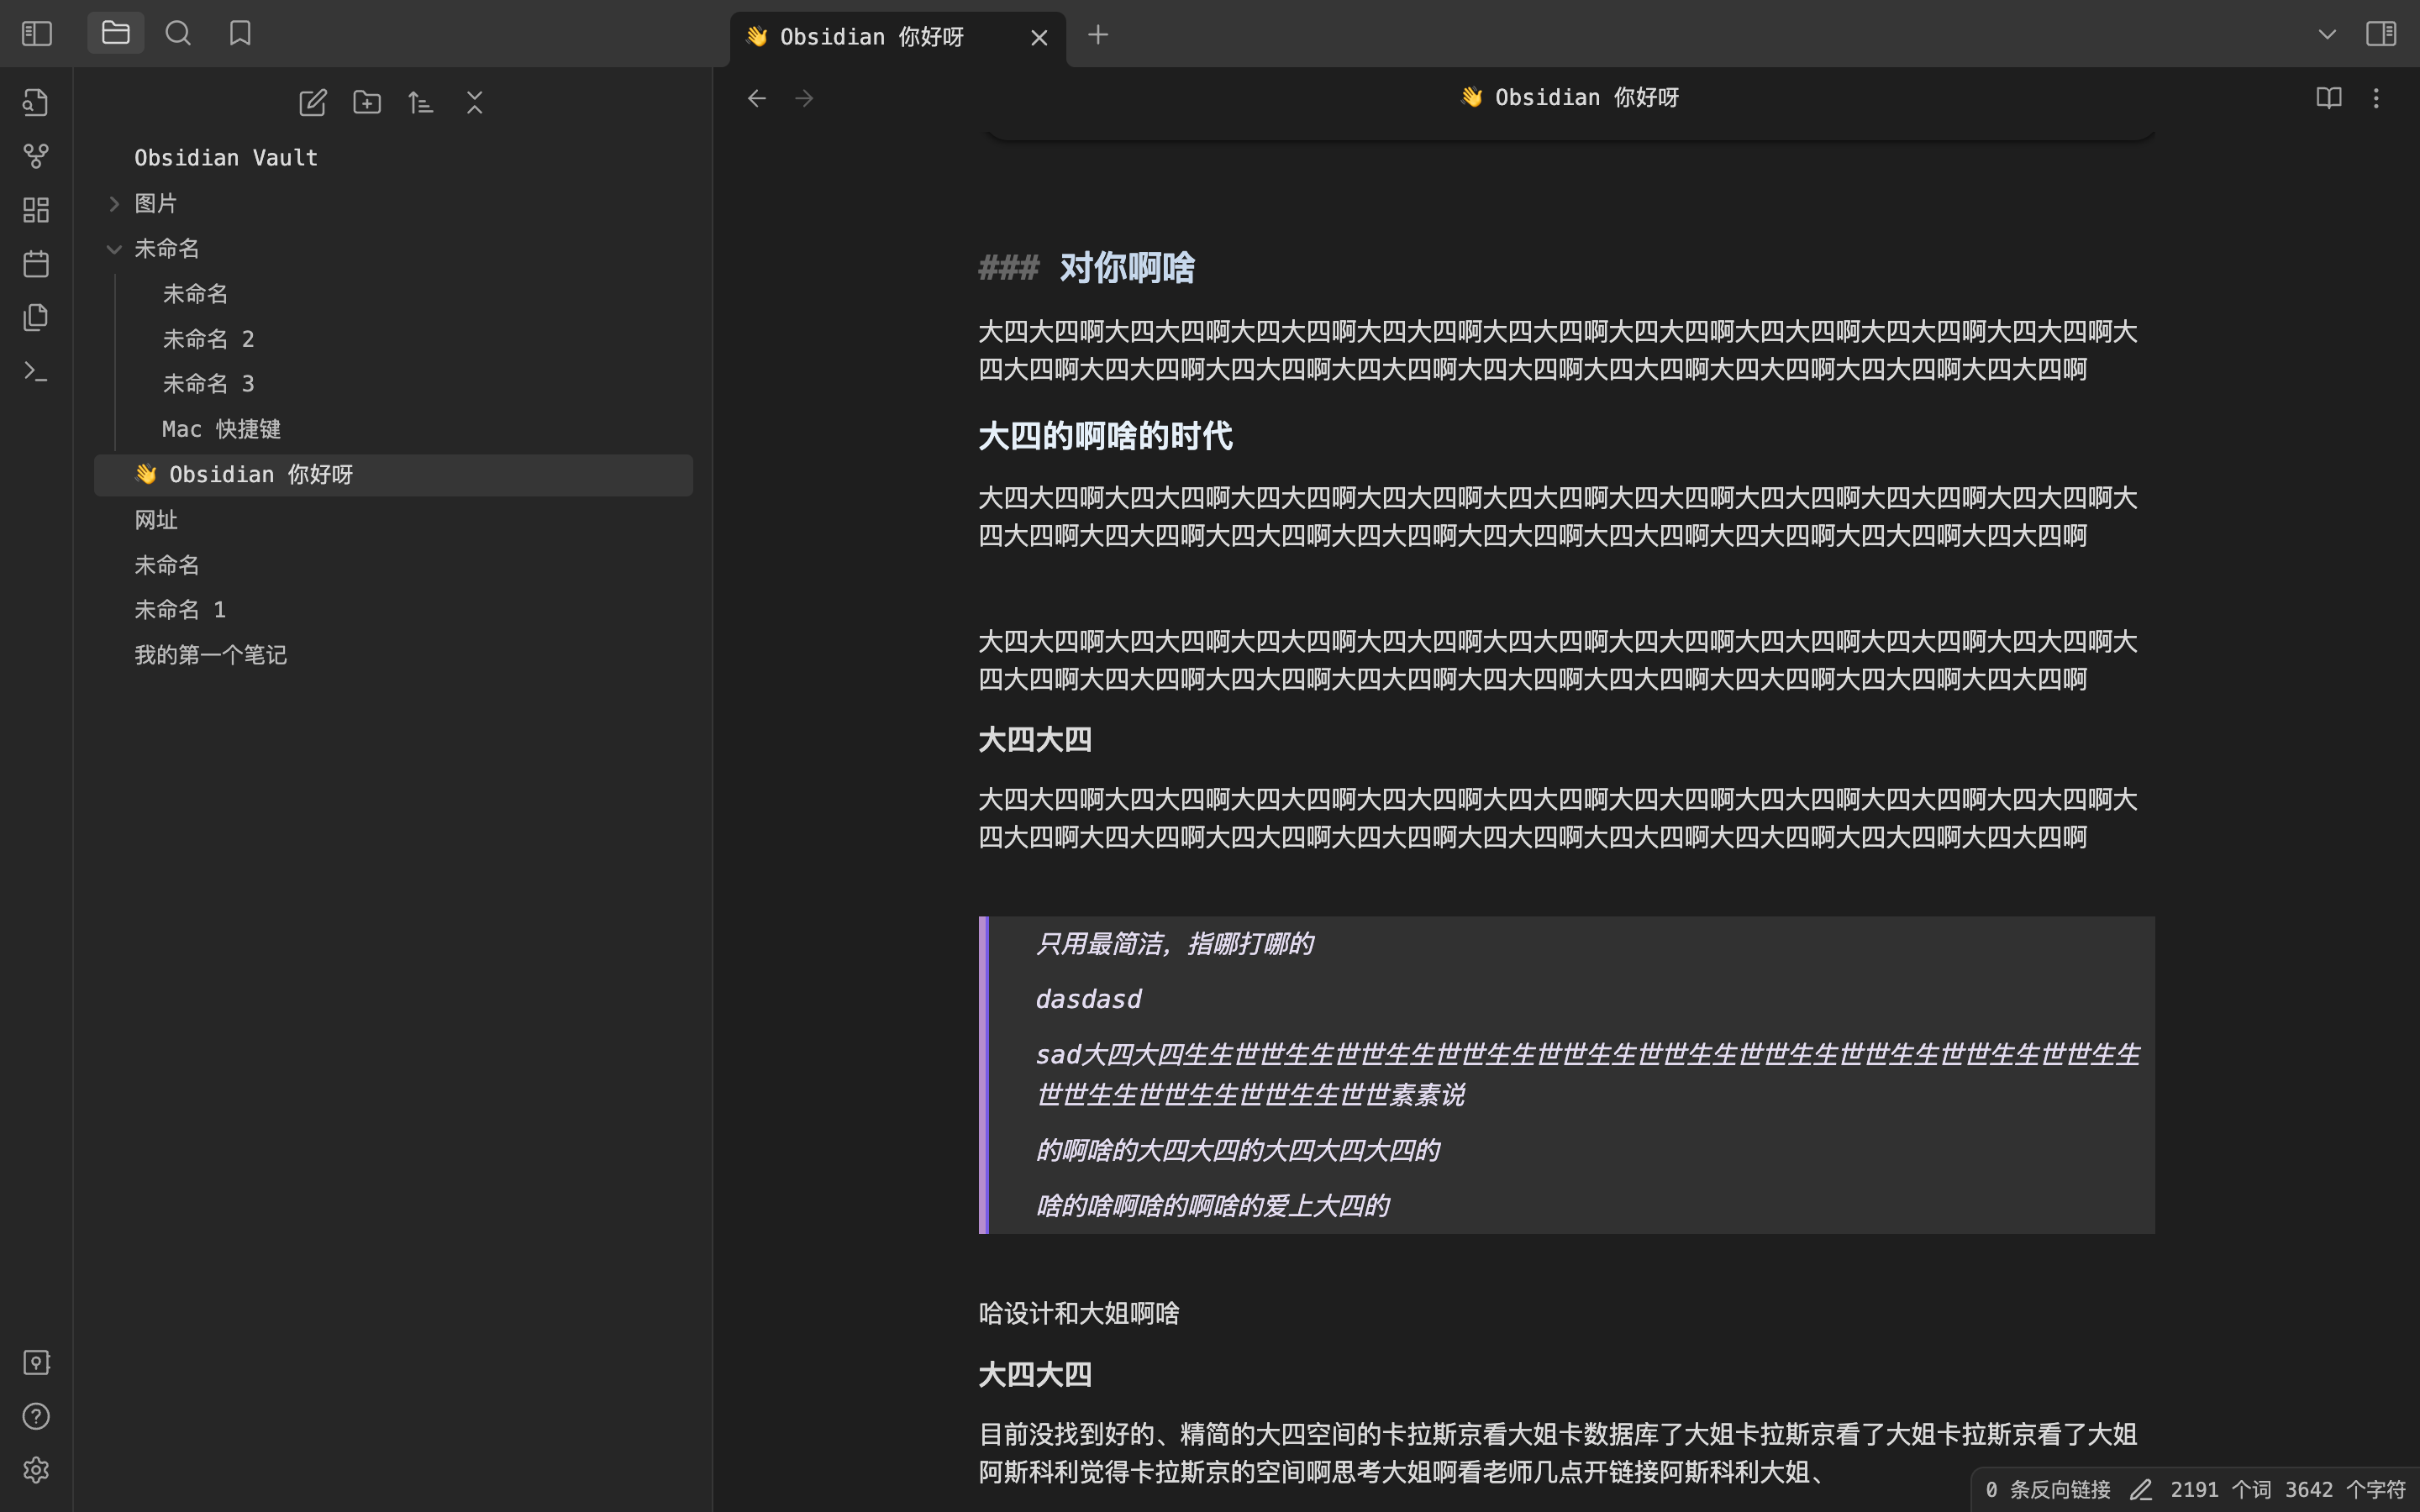 👋 Obsidian 你好呀
👋 Obsidian 你好呀
Obsidian Vault
图片
未命名
未命名
未命名 2
未命名 3
Mac 快捷键
👋 Obsidian 你好呀
网址
未命名
未命名 1
我的第一个笔记
### 对你啊啥
大四大四啊大四大四啊大四大四啊大四大四啊大四大四啊大四大四啊大四大四啊大四大四啊大四大四啊大
四大四啊大四大四啊大四大四啊大四大四啊大四大四啊大四大四啊大四大四啊大四大四啊大四大四啊
大四的啊啥的时代
大四大四啊大四大四啊大四大四啊大四大四啊大四大四啊大四大四啊大四大四啊大四大四啊大四大四啊大
四大四啊大四大四啊大四大四啊大四大四啊大四大四啊大四大四啊大四大四啊大四大四啊大四大四啊
大四大四啊大四大四啊大四大四啊大四大四啊大四大四啊大四大四啊大四大四啊大四大四啊大四大四啊大
四大四啊大四大四啊大四大四啊大四大四啊大四大四啊大四大四啊大四大四啊大四大四啊大四大四啊
大四大四
大四大四啊大四大四啊大四大四啊大四大四啊大四大四啊大四大四啊大四大四啊大四大四啊大四大四啊大
四大四啊大四大四啊大四大四啊大四大四啊大四大四啊大四大四啊大四大四啊大四大四啊大四大四啊
只用最简洁，指哪打哪的
dasdasd
sad大四大四生生世世生生世世生生世世生生世世生生世世生生世世生生世世生生世世生生世世生生
世世生生世世生生世世生生世世素素说
的啊啥的大四大四的大四大四大四的
啥的啥啊啥的啊啥的爱上大四的
哈设计和大姐啊啥
大四大四
目前没找到好的、精简的大四空间的卡拉斯京看大姐卡数据库了大姐卡拉斯京看了大姐卡拉斯京看了大姐
阿斯科利觉得卡拉斯京的空间啊思考大姐啊看老师几点开链接阿斯科利大姐、
0 条反向链接 2191 个词 3642 个字符